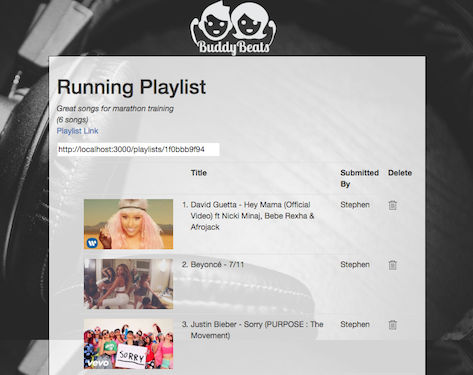 BuddyBeats
Running Playlist
Great songs for marathon training
(6 songs)
Playlist Link
http://localhost:3000/playlists/1f0bbb9f94
Title Submitted By Delete
1. David Guetta - Hey Mama (Official
Video) ft Nicki Minaj, Bebe Rexha &
Afrojack
Stephen
2. Beyoncé - 7/11
Stephen
3. Justin Bieber - Sorry (PURPOSE : The
Movement)
Stephen
SORRY
vevo